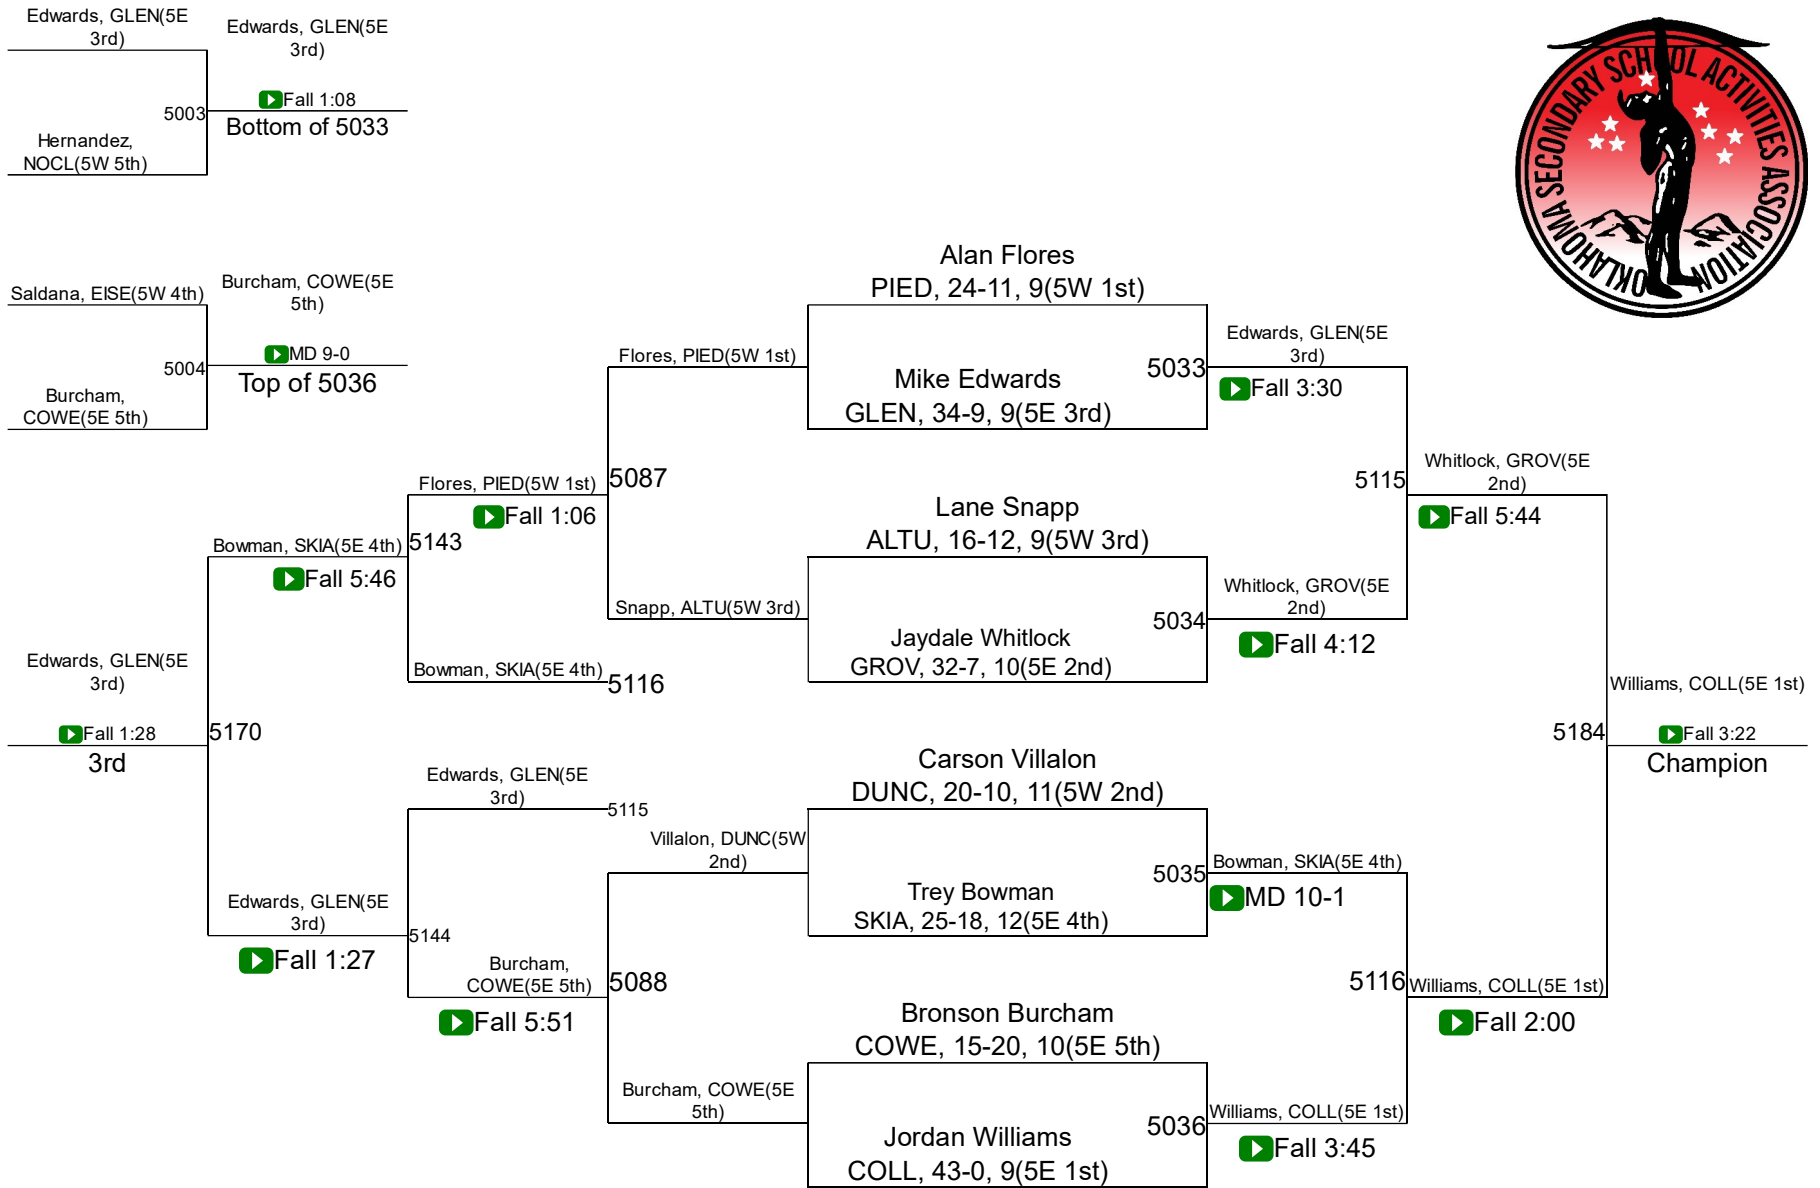 Edwards, GLEN(5E
3rd)
Edwards, GLEN(5E
3rd)
Fall 1:08
5003
Bottom of 5033
Hernandez,
NOCL(5W 5th)
OKLAHOMA SECONDARY SCHOOL ACTIVITIES ASSOCIATION
Saldana, EISE(5W 4th)
Burcham, COWE(5E
5th)
MD 9-0
5004
Top of 5036
Burcham,
COWE(5E 5th)
Alan Flores
PIED, 24-11, 9(5W 1st)
Flores, PIED(5W 1st)
Mike Edwards
GLEN, 34-9, 9(5E 3rd)
5033
Edwards, GLEN(5E
3rd)
Fall 3:30
Flores, PIED(5W 1st)
Fall 1:06
5087
5115
Whitlock, GROV(5E
2nd)
Fall 5:44
Lane Snapp
ALTU, 16-12, 9(5W 3rd)
Bowman, SKIA(5E 4th)
Fall 5:46
5143
Snapp, ALTU(5W 3rd)
Jaydale Whitlock
GROV, 32-7, 10(5E 2nd)
5034
Whitlock, GROV(5E
2nd)
Fall 4:12
Bowman, SKIA(5E 4th)
5116
Edwards, GLEN(5E
3rd)
Fall 1:28
3rd
5170
5184
Williams, COLL(5E 1st)
Fall 3:22
Champion
Carson Villalon
DUNC, 20-10, 11(5W 2nd)
Edwards, GLEN(5E
3rd)
5115
Villalon, DUNC(5W
2nd)
Trey Bowman
SKIA, 25-18, 12(5E 4th)
5035
Bowman, SKIA(5E 4th)
MD 10-1
Edwards, GLEN(5E
3rd)
Fall 1:27
5144
Burcham,
COWE(5E 5th)
Fall 5:51
5088
5116
Williams, COLL(5E 1st)
Fall 2:00
Bronson Burcham
COWE, 15-20, 10(5E 5th)
Burcham, COWE(5E
5th)
Jordan Williams
COLL, 43-0, 9(5E 1st)
5036
Williams, COLL(5E 1st)
Fall 3:45